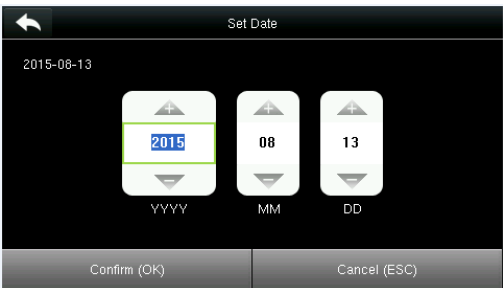 Set Date
2015-08-13
2015 08 13
YYYY MM DD
Confirm (OK) Cancel (ESC)